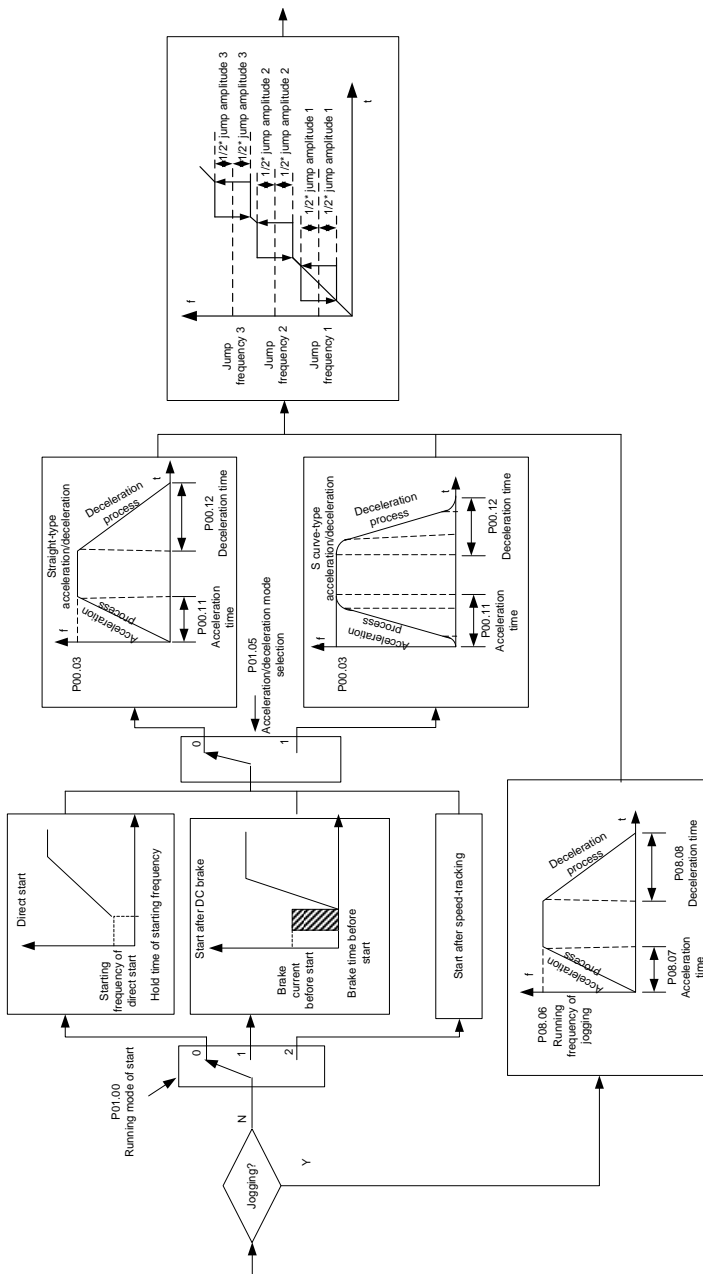 Jogging?
N
Y
P01.00
Running mode of start
0
1
2
Direct start
Starting
frequency of
direct start
Hold time of starting frequency
Start after DC brake
Brake
current
before start
Brake time before
start
Start after speed-tracking
P01.05
Acceleration/deceleration mode
selection
0
1
Straight-type
acceleration/deceleration
f
P00.03
Acceleration
process
Deceleration
process
t
P00.11
Acceleration
time
P00.12
Deceleration time
S curve-type
acceleration/deceleration
f
P00.03
Acceleration
process
Deceleration
process
t
P00.11
Acceleration
time
P00.12
Deceleration time
f
P08.06
Running
frequency of
jogging
Acceleration
process
Deceleration
process
t
P08.07
Acceleration
time
P08.08
Deceleration time
f
Jump
frequency 3
Jump
frequency 2
Jump
frequency 1
1/2* jump amplitude 3
1/2* jump amplitude 3
1/2* jump amplitude 2
1/2* jump amplitude 2
1/2* jump amplitude 1
1/2* jump amplitude 1
t